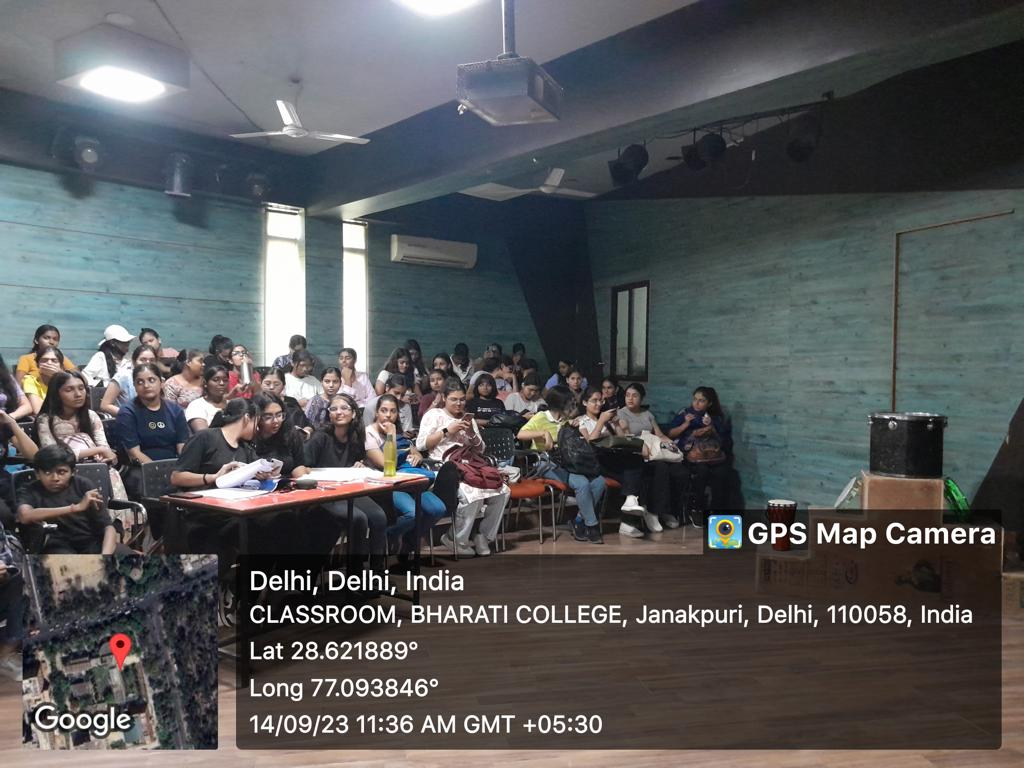 GPS Map Camera
Delhi, Delhi, India
CLASSROOM, BHARATI COLLEGE, Janakpuri, Delhi, 110058, India
Lat 28.621889°
Long 77.093846°
14/09/23 11:36 AM GMT +05:30
Google